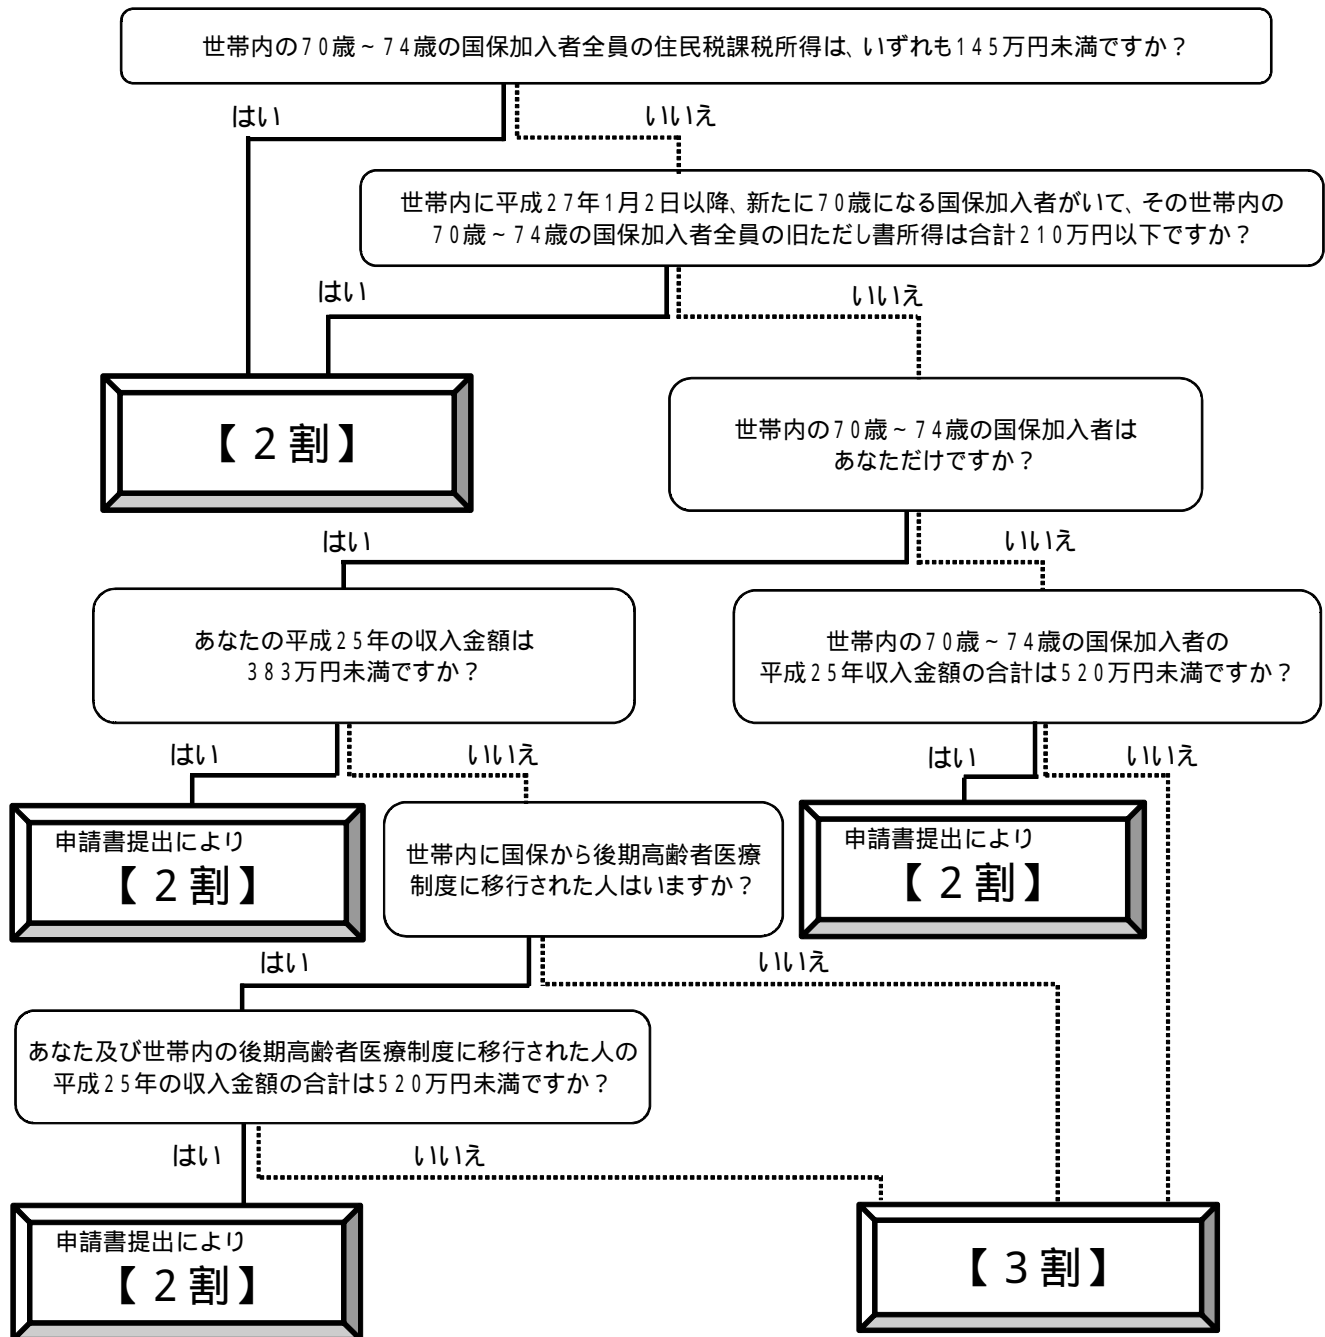 世帯内の70歳~74歳の国保加入者全員の住民税課税所得は、いずれも145万円未満ですか？
はい
いいえ
世帯内に平成27年1月2日以降、新たに70歳になる国保加入者がいて、その世帯内の
70歳~74歳の国保加入者全員の旧ただし書所得は合計210万円以下ですか？
はい
いいえ
【2割】
世帯内の70歳~74歳の国保加入者は
あなただけですか？
はい
いいえ
あなたの平成25年の収入金額は
383万円未満ですか？
世帯内の70歳~74歳の国保加入者の
平成25年収入金額の合計は520万円未満ですか？
はい
いいえ
はい
いいえ
申請書提出により
【2割】
世帯内に国保から後期高齢者医療
制度に移行された人はいますか？
申請書提出により
【2割】
はい
いいえ
あなた及び世帯内の後期高齢者医療制度に移行された人の
平成25年の収入金額の合計は520万円未満ですか？
はい
いいえ
申請書提出により
【2割】
【3割】